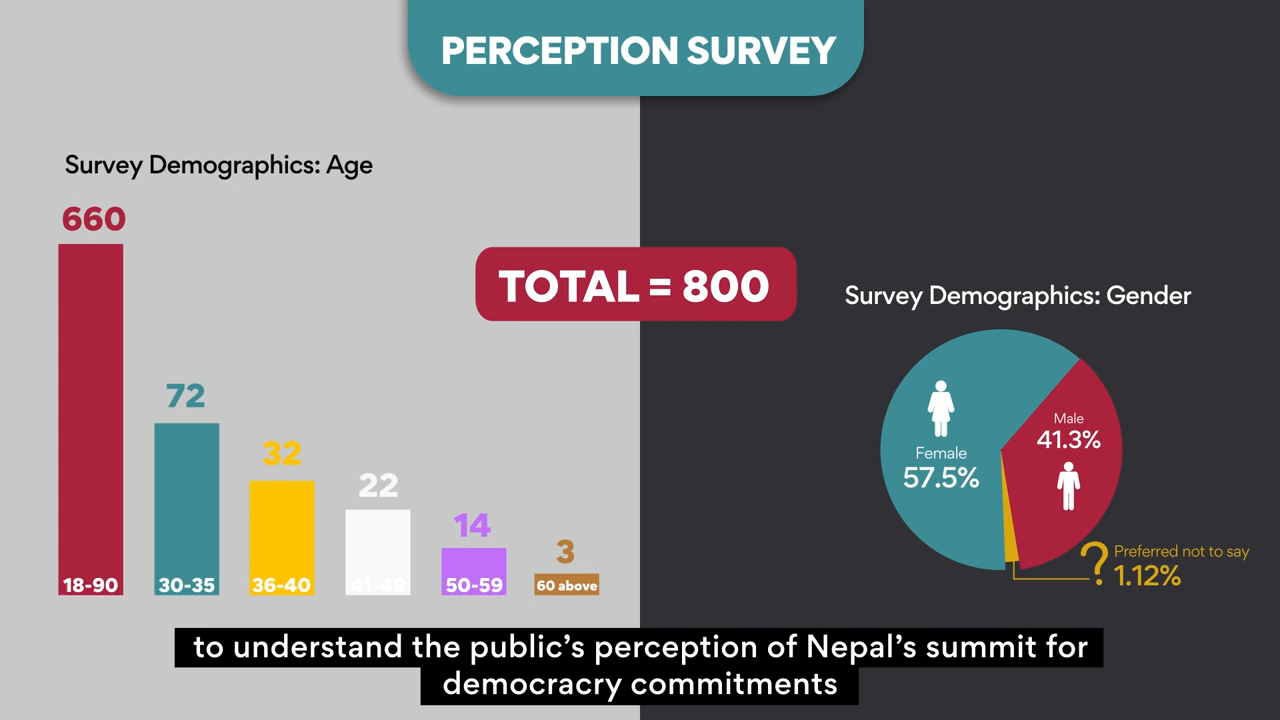 PERCEPTION SURVEY
Survey Demographics: Age
660
72
32
22
14
3
18-90
30-35
36-40
41-49
50-59
60 above
TOTAL = 800
Survey Demographics: Gender
Female
57.5%
Male
41.3%
? Preferred not to say
1.12%
to understand the public’s perception of Nepal’s summit for
democracry commitments